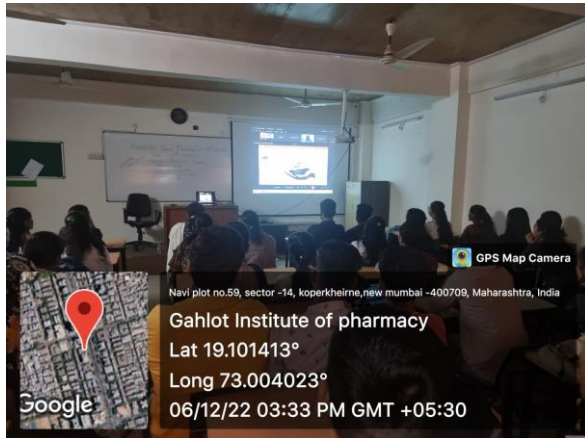 GPS Map Camera
Navi plot no.59, sector -14, koperkheirne,new mumbai -400709, Maharashtra, India
Gahlot Institute of pharmacy
Lat 19.101413°
Long 73.004023°
06/12/22 03:33 PM GMT +05:30
Google